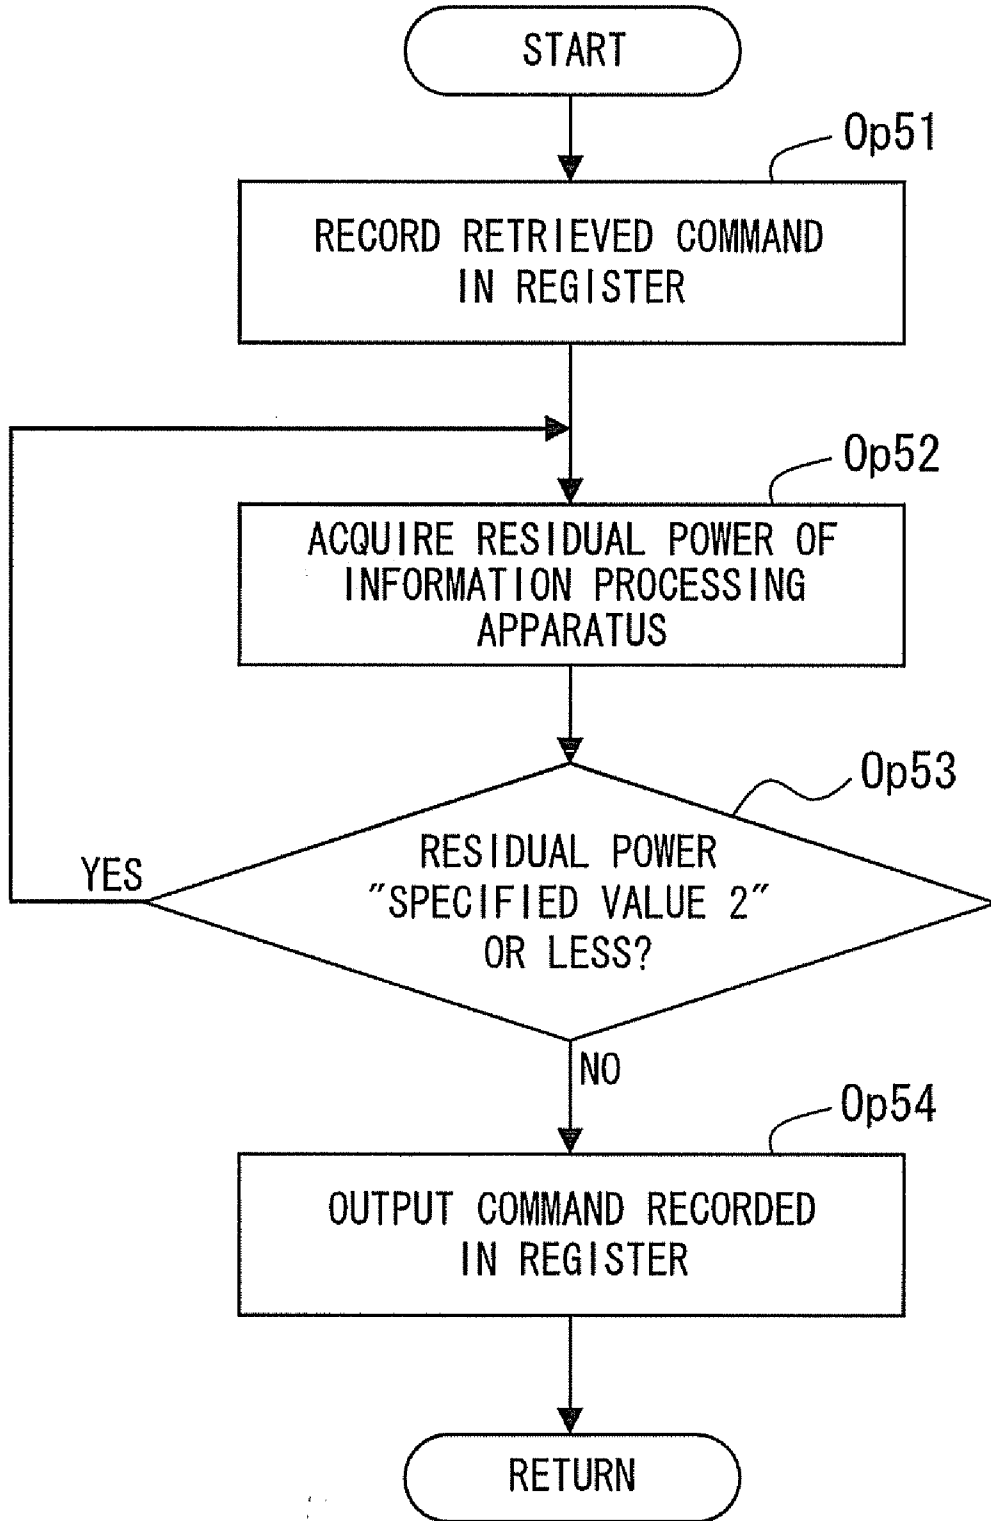 START
Op51
RECORD RETRIEVED COMMAND
IN REGISTER
Op52
ACQUIRE RESIDUAL POWER OF
INFORMATION PROCESSING
APPARATUS
Op53
RESIDUAL POWER
"SPECIFIED VALUE 2"
OR LESS?
YES
NO
Op54
OUTPUT COMMAND RECORDED
IN REGISTER
RETURN